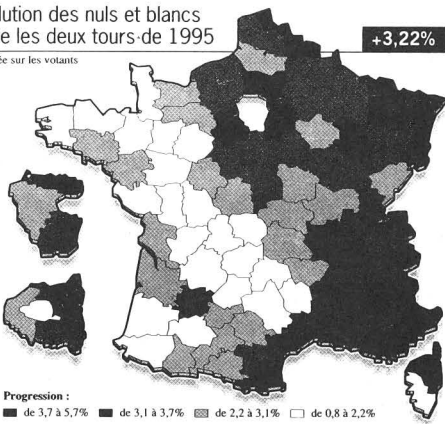 lution des nuls et blancs
e les deux tours de 1995
+3,22%
ée sur les votants
Progression :
de 3,7 à 5,7%
de 3,1 à 3,7%
de 2,2 à 3,1%
de 0,8 à 2,2%